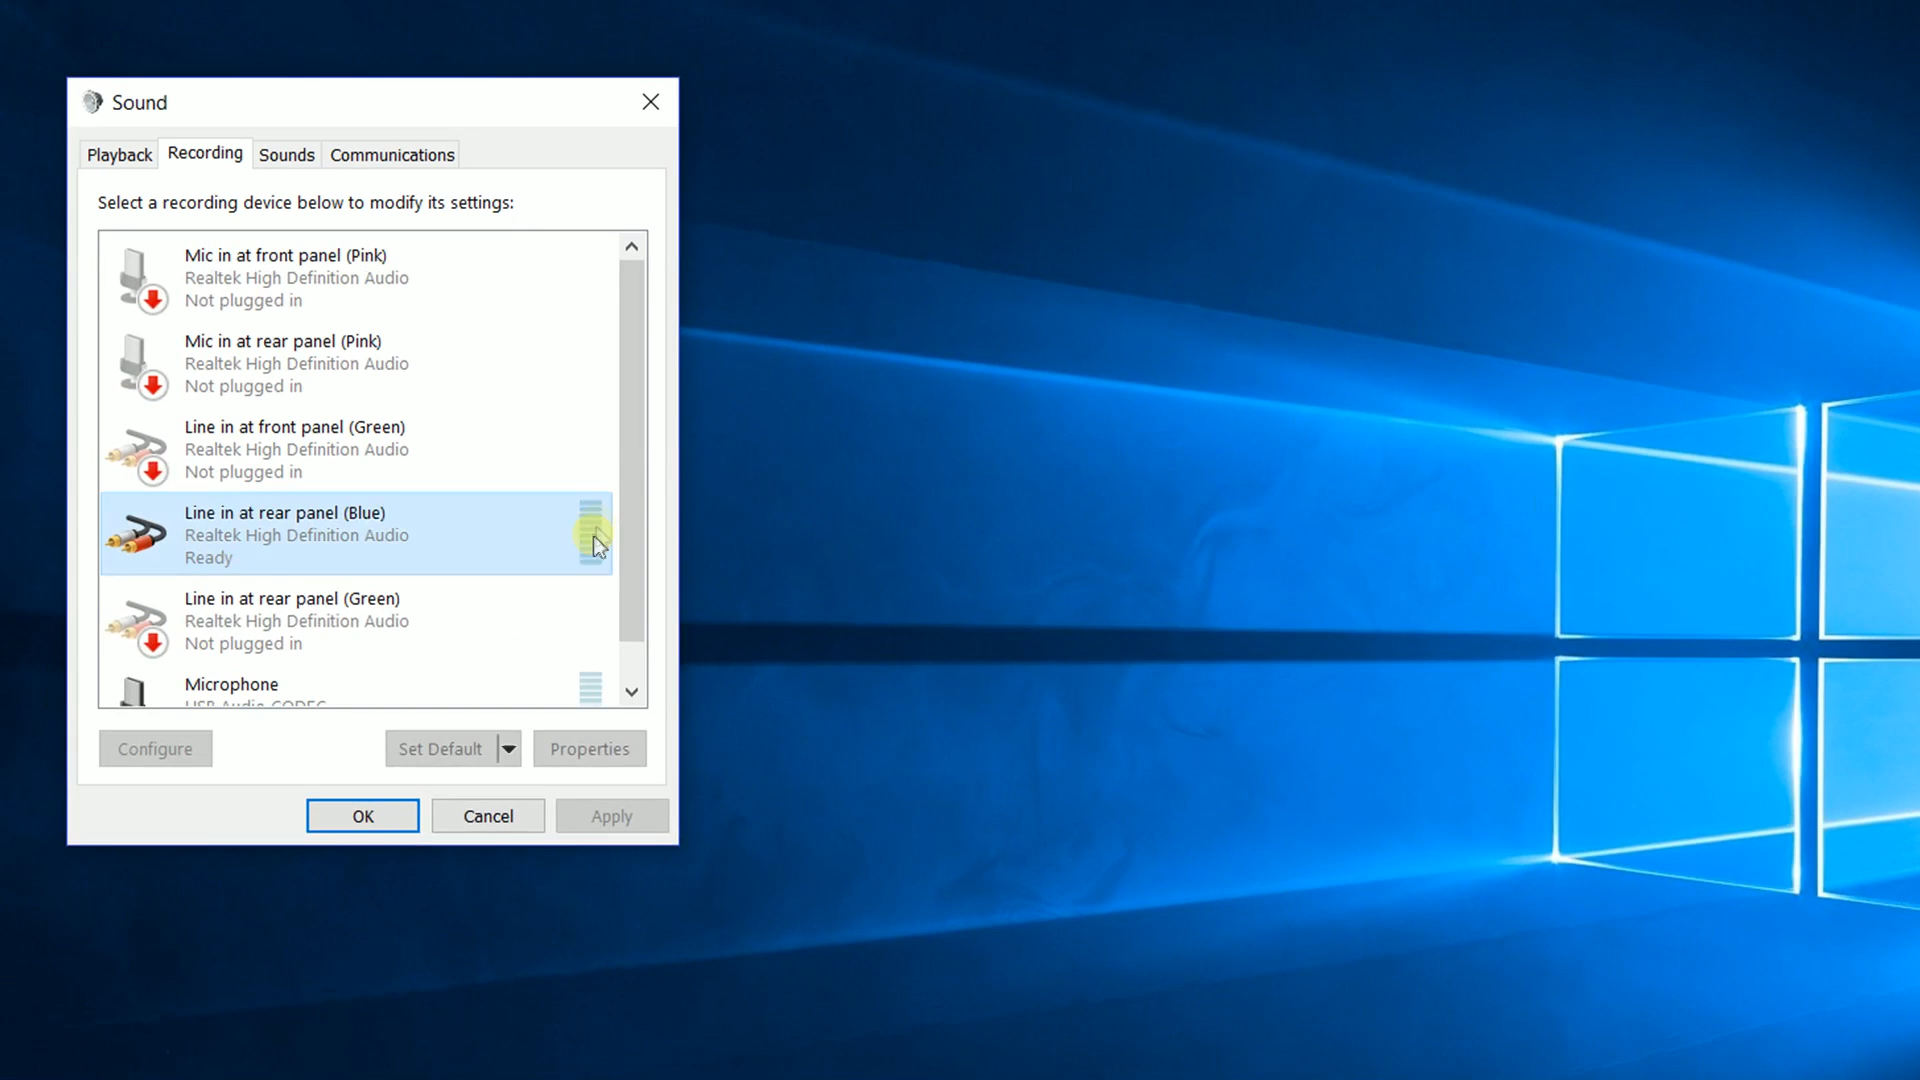 Sound
Playback
Recording
Sounds
Communications
Select a recording device below to modify its settings:
Mic in at front panel (Pink)
Realtek High Definition Audio
Not plugged in
Mic in at rear panel (Pink)
Realtek High Definition Audio
Not plugged in
Line in at front panel (Green)
Realtek High Definition Audio
Not plugged in
Line in at rear panel (Blue)
Realtek High Definition Audio
Ready
Line in at rear panel (Green)
Realtek High Definition Audio
Not plugged in
Microphone
USB Audio CODEC
Configure
Set Default
Properties
OK
Cancel
Apply